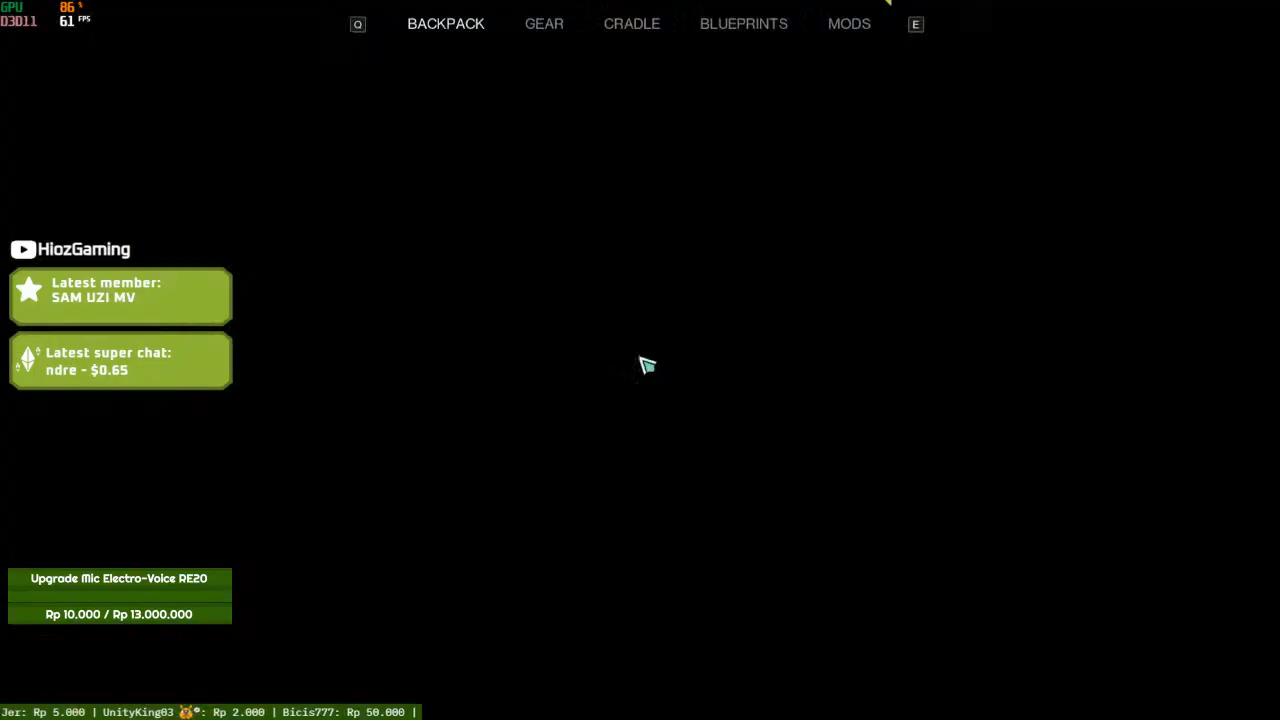 GPU 86 %
D3D11 61 FPS
Q BACKPACK GEAR CRADLE BLUEPRINTS MODS E
HiozGaming
Latest member:
SAM UZI MV
Latest super chat:
ndre - $0.65
Upgrade Mic Electro-Voice RE20
Rp 10.000 / Rp 13.000.000
Jer: Rp 5.000 | UnityKing03 🐯®: Rp 2.000 | Bicis777: Rp 50.000 |